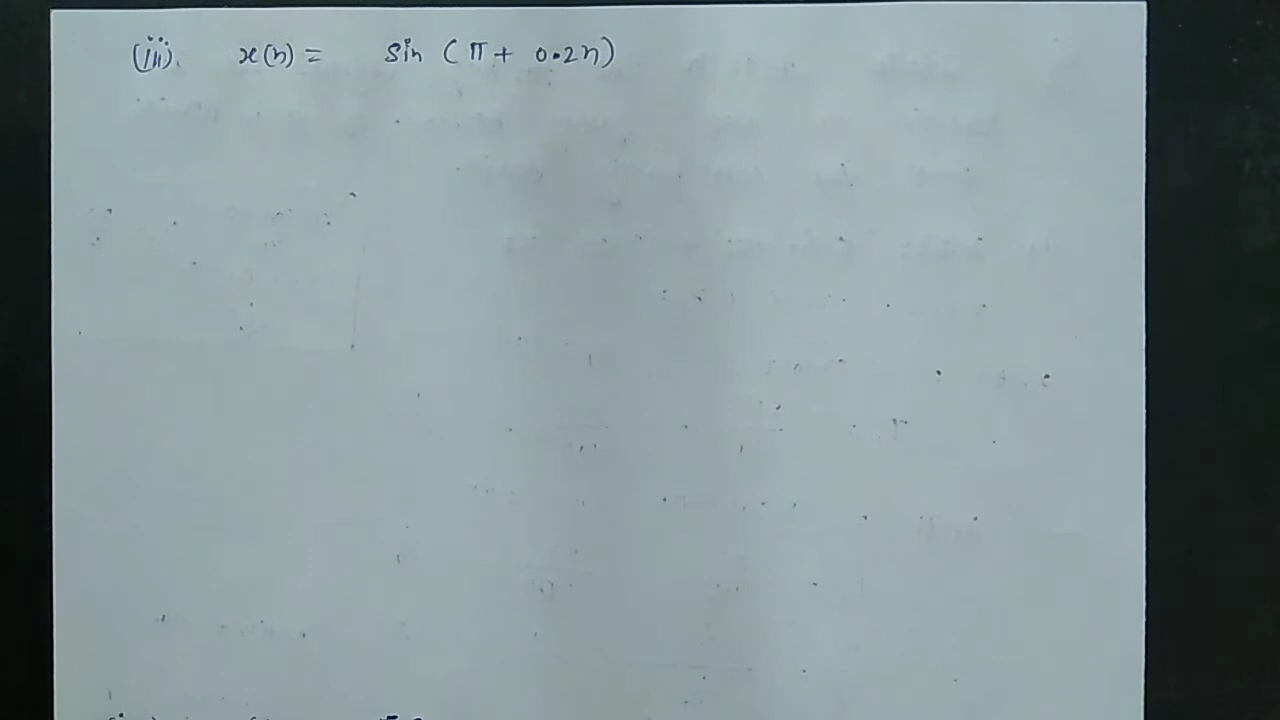 (iii). x(n) = sin (π + 0.2n)